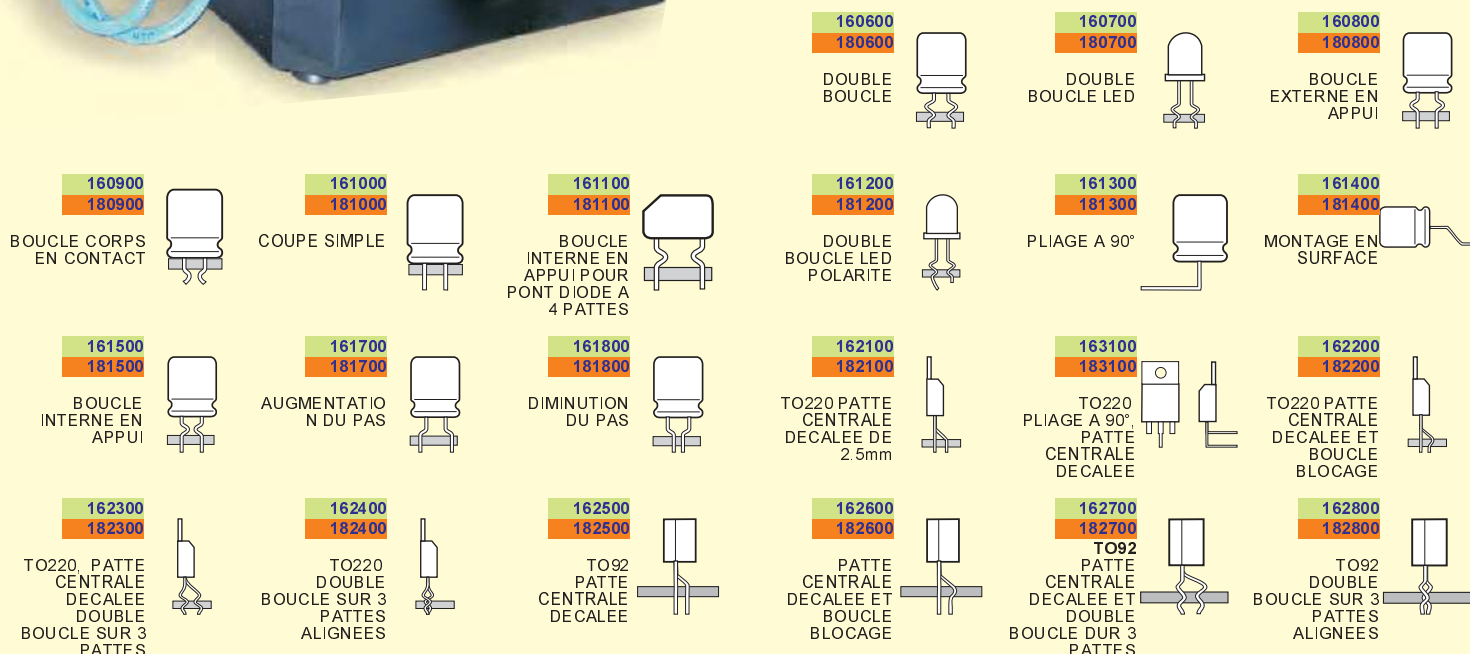 160600
180600
DOUBLE
BOUCLE
160700
180700
DOUBLE
BOUCLE LED
160800
180800
BOUCLE
EXTERNE EN
APPUI
160900
180900
BOUCLE CORPS
EN CONTACT
161000
181000
COUPE SIMPLE
161100
181100
BOUCLE
INTERNE EN
APPUI POUR
PONT DIODE A
4 PATTES
161200
181200
DOUBLE
BOUCLE LED
POLARITE
161300
181300
PLIAGE A 90°
161400
181400
MONTAGE EN
SURFACE
161500
181500
BOUCLE
INTERNE EN
APPUI
161700
181700
AUGMENTATIO
N DU PAS
161800
181800
DIMINUTION
DU PAS
162100
182100
TO220 PATTE
CENTRALE
DECALEE DE
2.5mm
163100
183100
TO220
PLIAGE A 90°,
PATTE
CENTRALE
DECALEE
162200
182200
TO220 PATTE
CENTRALE
DECALEE ET
BOUCLE
BLOCAGE
162300
182300
TO220, PATTE
CENTRALE
DECALEE
DOUBLE
BOUCLE SUR 3
PATTES
162400
182400
TO220
DOUBLE
BOUCLE SUR 3
PATTES
ALIGNEES
162500
182500
TO92
PATTE
CENTRALE
DECALEE
162600
182600
PATTE
CENTRALE
DECALEE ET
BOUCLE
BLOCAGE
162700
182700
TO92
PATTE
CENTRALE
DECALEE ET
DOUBLE
BOUCLE DUR 3
PATTES
162800
182800
TO92
DOUBLE
BOUCLE SUR 3
PATTES
ALIGNEES